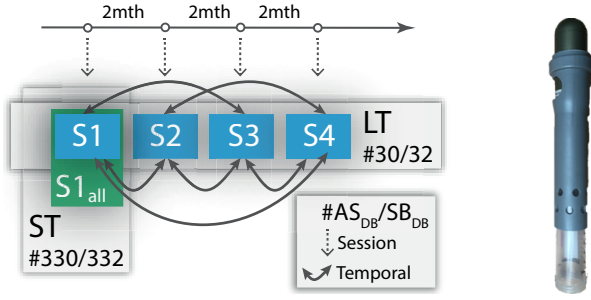 2mth 2mth 2mth
S1 S2 S3 S4
LT
#30/32
S1all
ST
#330/332
#ASDB/SBDB
Session
Temporal